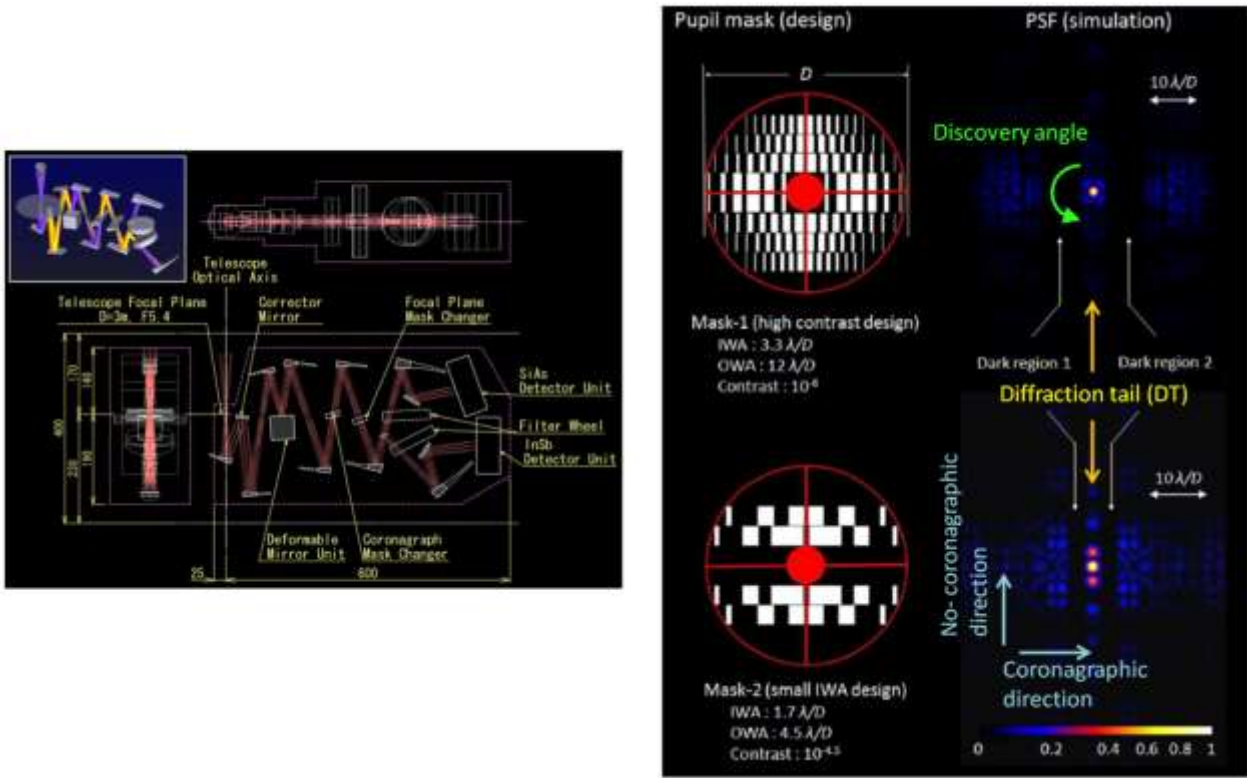 Telescope
Optical Axis
Telescope Focal Plane
D=3m, F5.4
Corrector
Mirror
Focal Plane
Mask Changer
SiAs
Detector Unit
Filter Wheel
InSb
Detector Unit
Deformable
Mirror Unit
Coronagraph
Mask Changer
400
170
140
230
190
25
600
Pupil mask (design)
PSF (simulation)
D
10 λ/D
Discovery angle
Mask-1 (high contrast design)
IWA : 3.3 λ/D
OWA : 12 λ/D
Contrast : 10⁻⁶
Dark region 1
Dark region 2
Diffraction tail (DT)
10 λ/D
No- coronagraphic
direction
Coronagraphic
direction
Mask-2 (small IWA design)
IWA : 1.7 λ/D
OWA : 4.5 λ/D
Contrast : 10⁻⁴·⁵
0 0.2 0.4 0.6 0.8 1